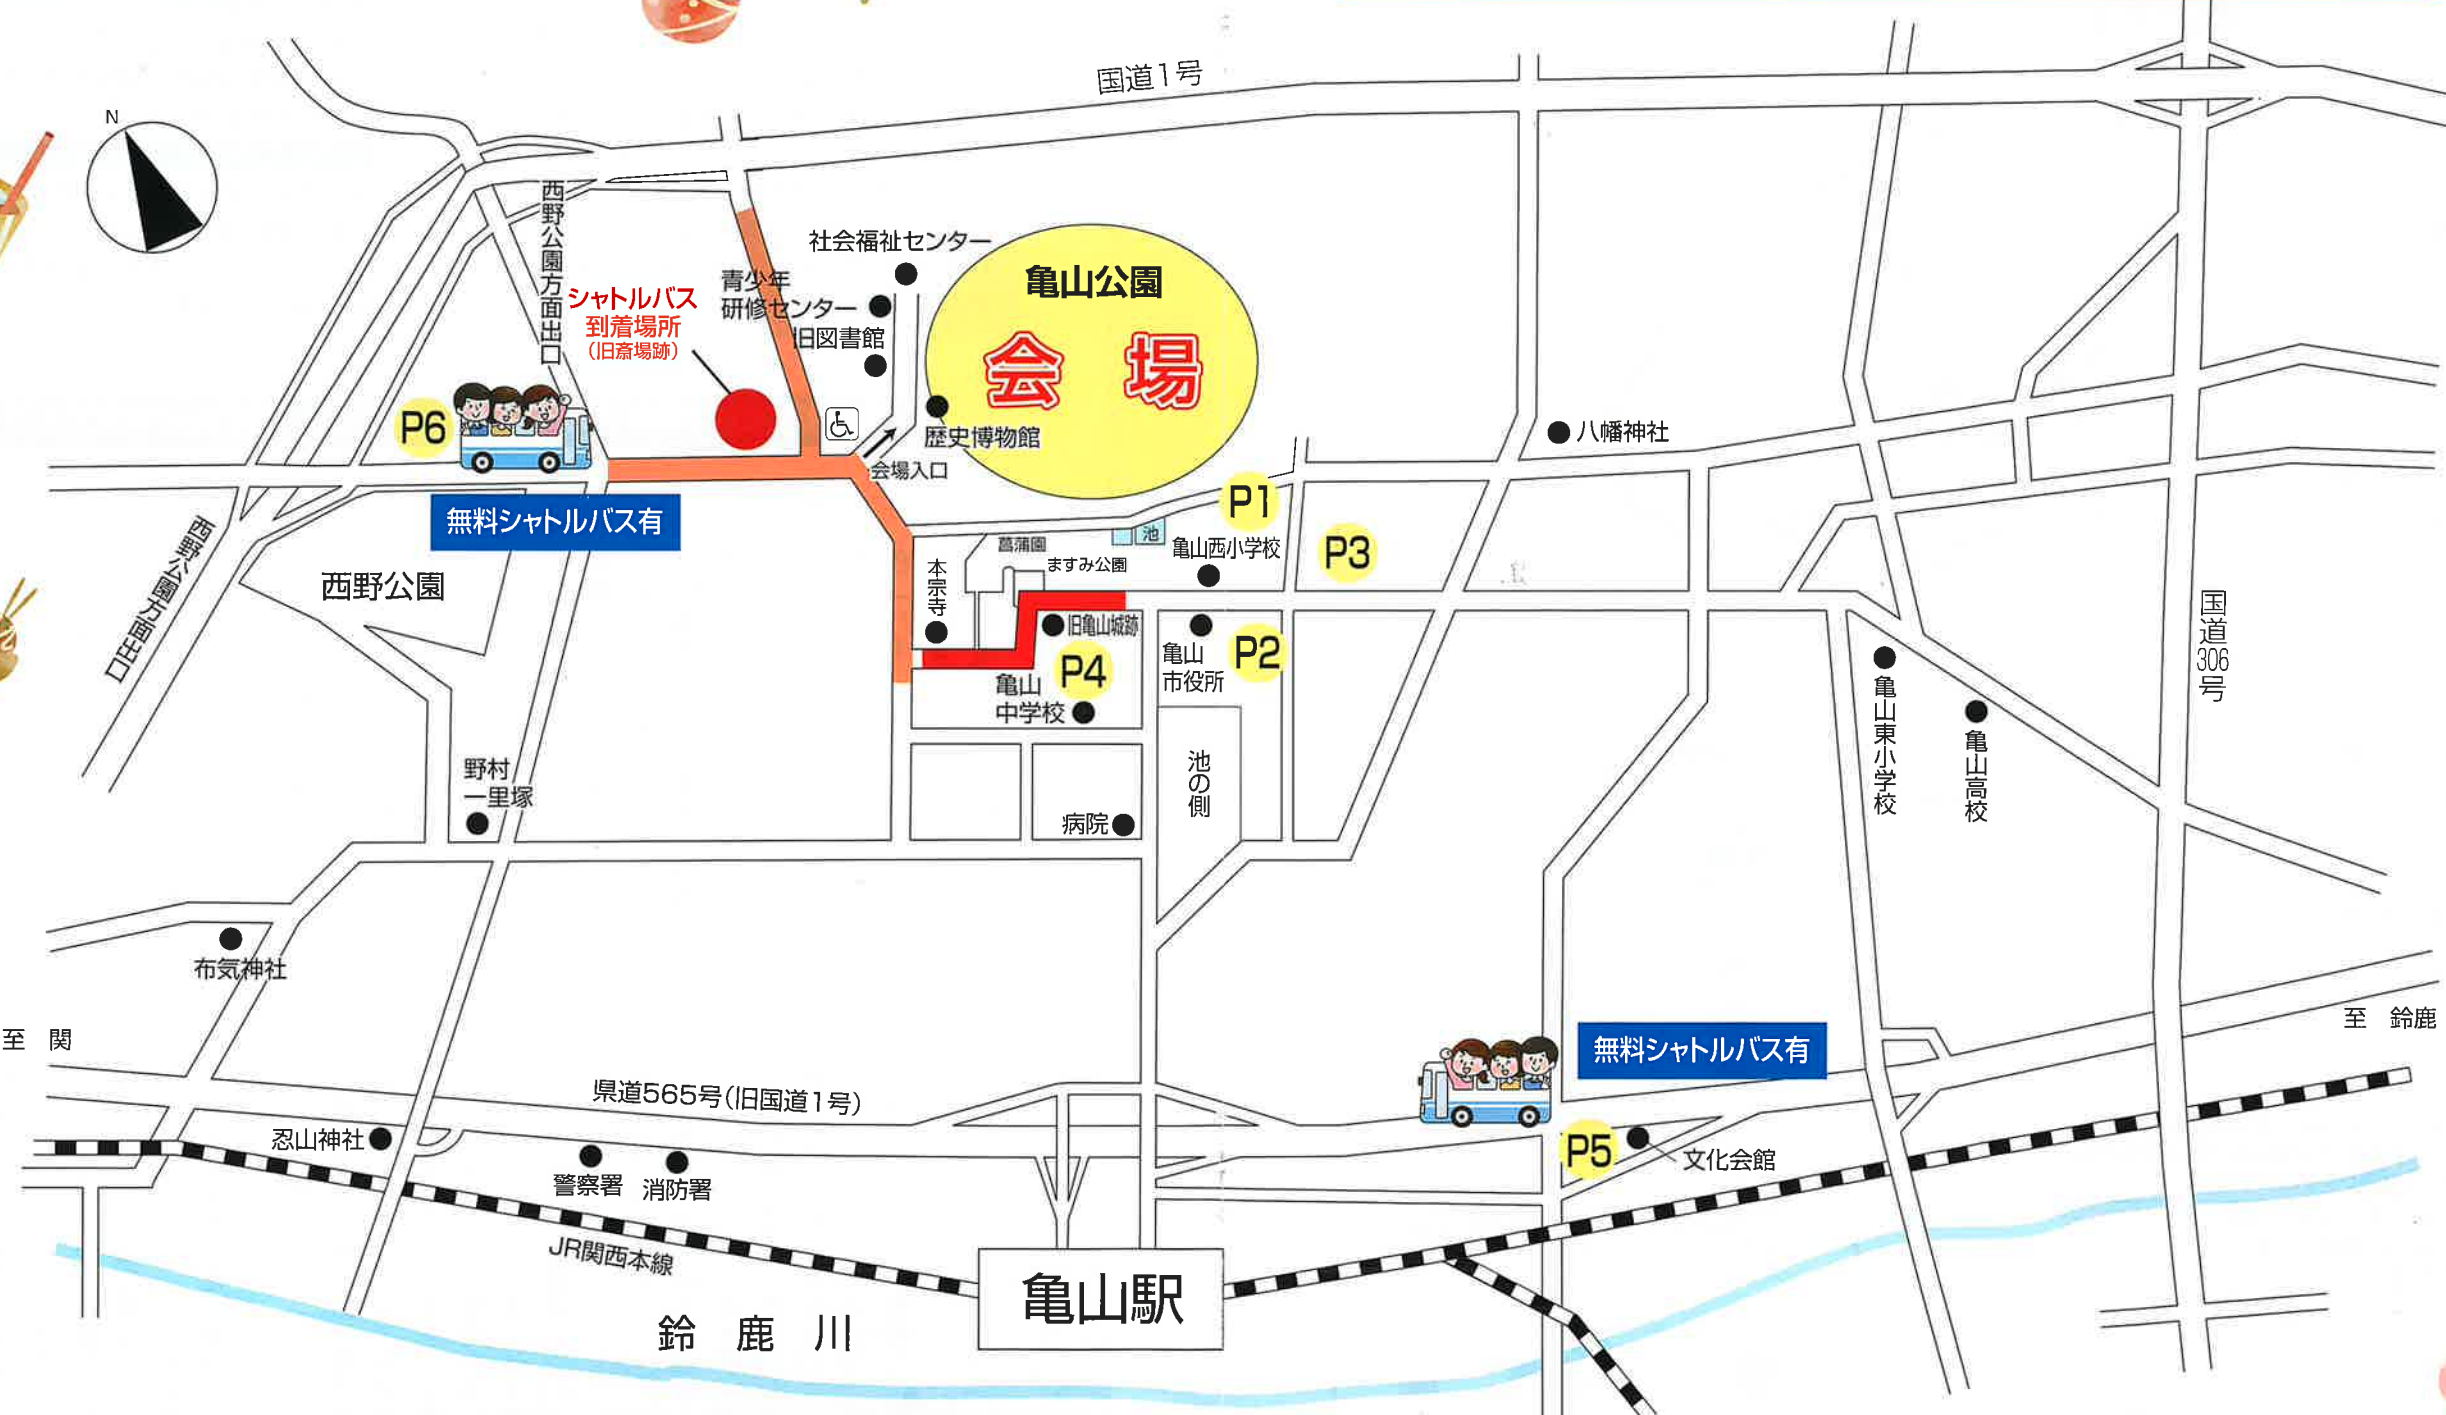 国道1号
N
西野公園方面出口
社会福祉センター
青少年
研修センター
旧図書館
シャトルバス
到着場所
(旧斎場跡)
亀山公園
会 場
歴史博物館
会場入口
P6
無料シャトルバス有
八幡神社
西野公園方面出口
西野公園
P1
池
菖蒲園
ますみ公園
亀山西小学校
P3
本宗寺
旧亀山城跡
P4
亀山
中学校
亀山
市役所
P2
国道306号
亀山東小学校
亀山高校
野村
一里塚
池の側
病院
布気神社
至 関
至 鈴鹿
県道565号(旧国道1号)
無料シャトルバス有
忍山神社
警察署
消防署
P5
文化会館
JR関西本線
亀山駅
鈴 鹿 川